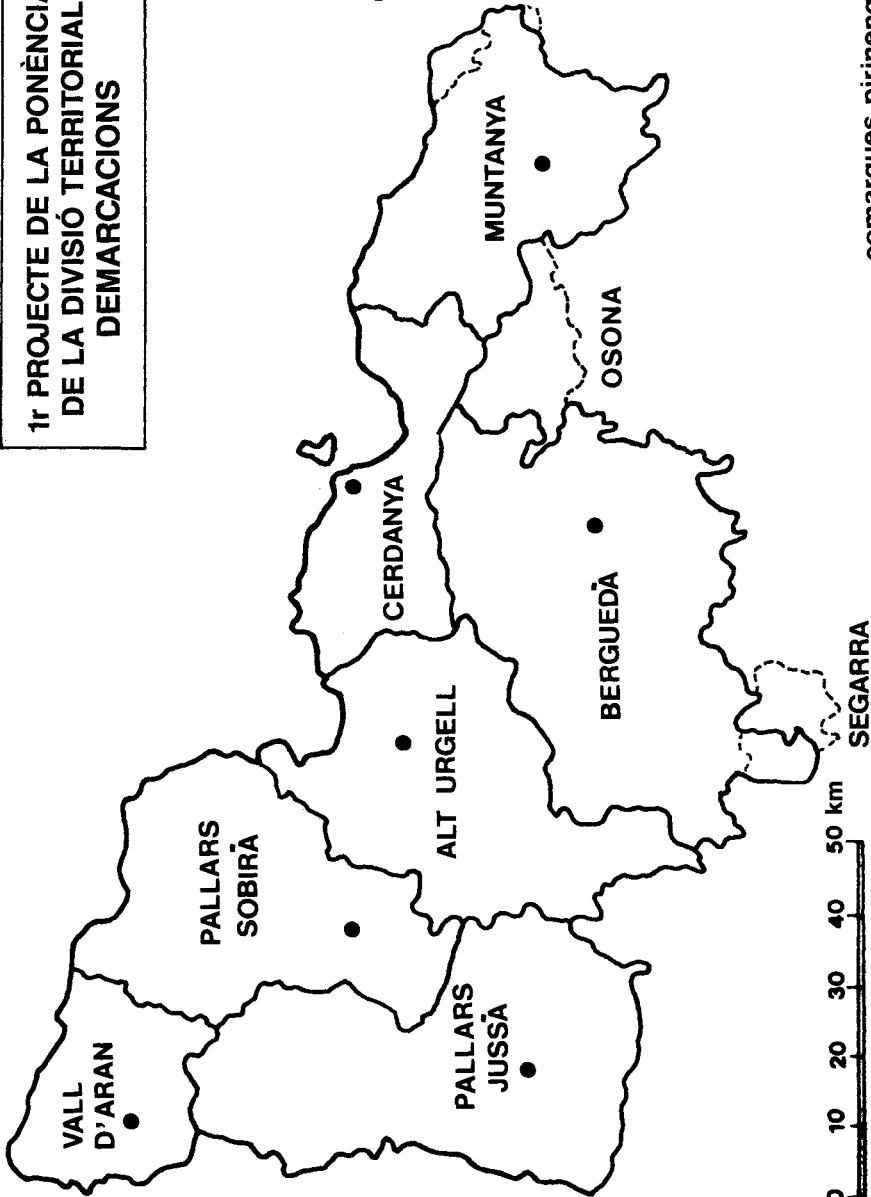 1r PROJECTE DE LA PONÈNCIA
DE LA DIVISIÓ TERRITORIAL
DEMARCACIONS
VALL
D'ARAN
PALLARS
SOBIRÀ
PALLARS
JUSSÀ
ALT URGELL
CERDANYA
BERGUEDÀ
MUNTANYA
OSONA
SEGARRA
0 10 20 30 40 50 km